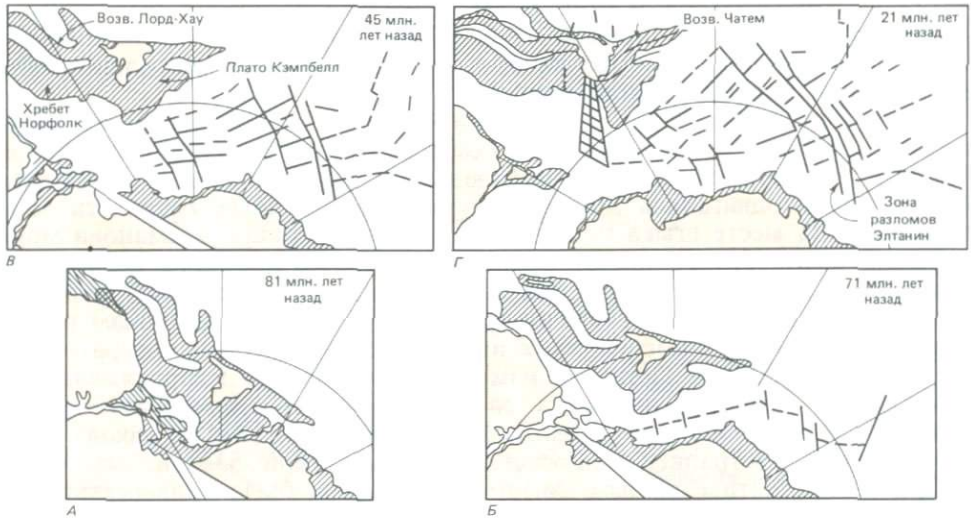 Возв. Лорд-Хау
45 млн.
лет назад
Плато Кэмпбелл
Хребет
Норфолк
В
Возв. Чатем
21 млн. лет
назад
Зона
разломов
Элтанин
Г
81 млн. лет
назад
А
71 млн. лет
назад
Б